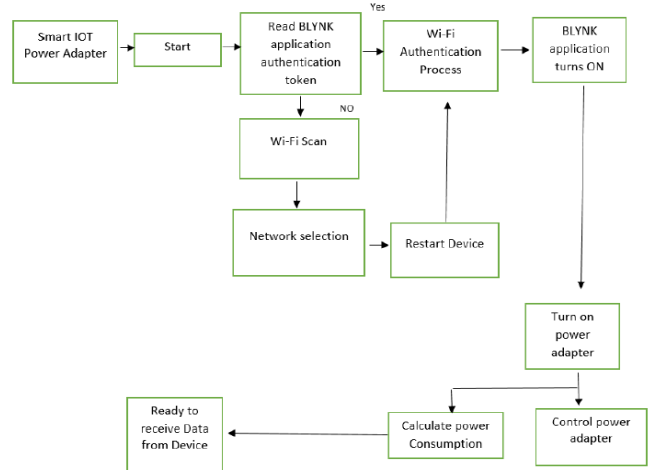 Smart IOT
Power Adapter
Start
Read BLYNK
application
authentication
token
Yes
Wi-Fi
Authentication
Process
BLYNK
application
turns ON
NO
Wi-Fi Scan
Network selection
Restart Device
Turn on
power
adapter
Ready to
receive Data
from Device
Calculate power
Consumption
Control power
adapter